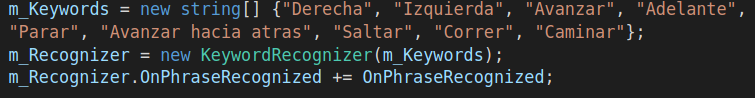 m_Keywords = new string[] {"Derecha", "Izquierda", "Avanzar", "Adelante",
"Parar", "Avanzar hacia atras", "Saltar", "Correr", "Caminar"};
m_Recognizer = new KeywordRecognizer(m_Keywords);
m_Recognizer.OnPhraseRecognized += OnPhraseRecognized;